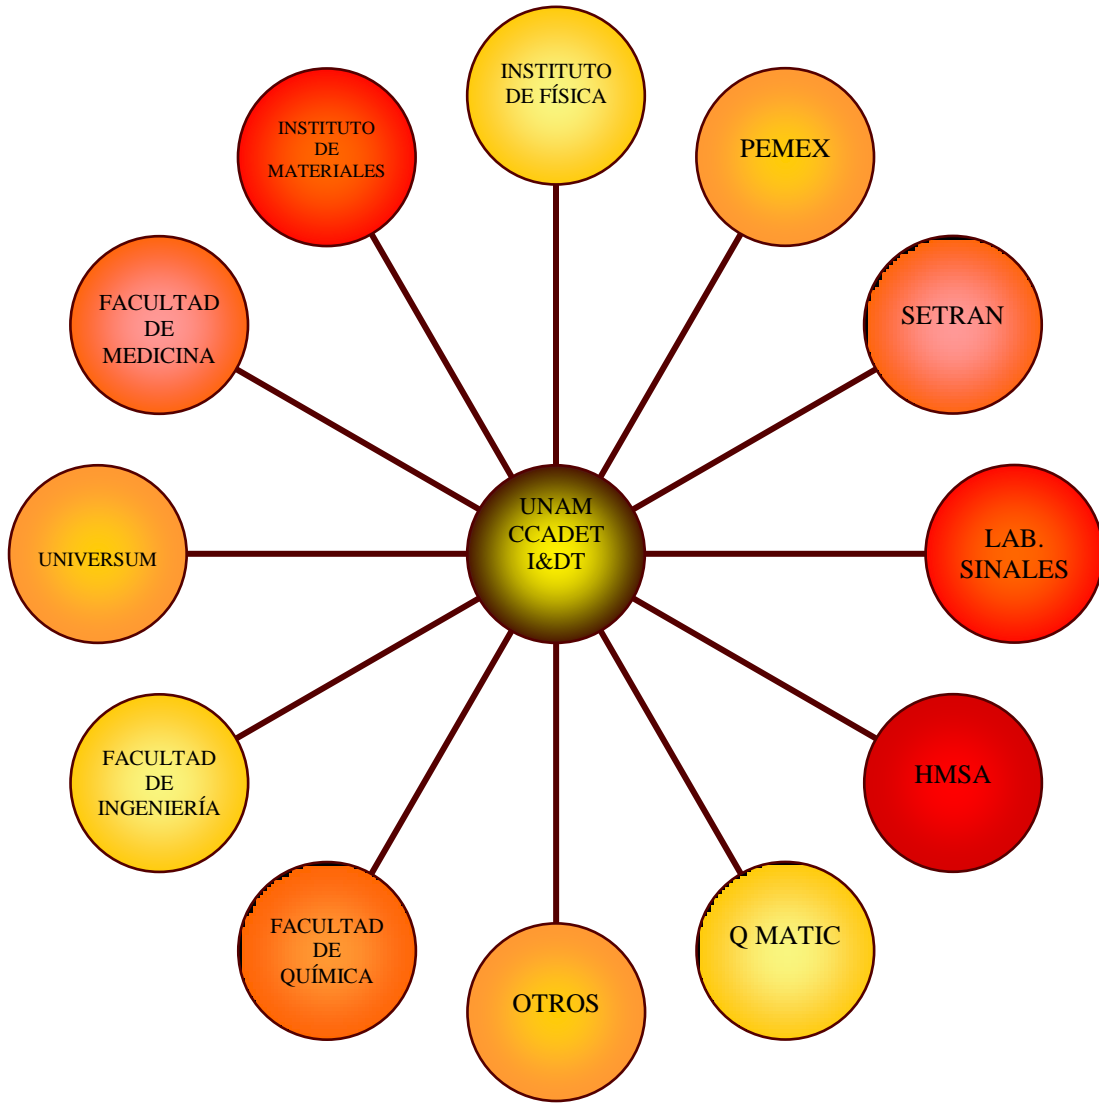 INSTITUTO
DE FÍSICA
PEMEX
SETRAN
LAB.
SINALES
HMSA
Q MATIC
OTROS
FACULTAD
DE
QUÍMICA
FACULTAD
DE
INGENIERÍA
UNIVERSUM
FACULTAD
DE
MEDICINA
INSTITUTO
DE
MATERIALES
UNAM
CCADET
I&DT